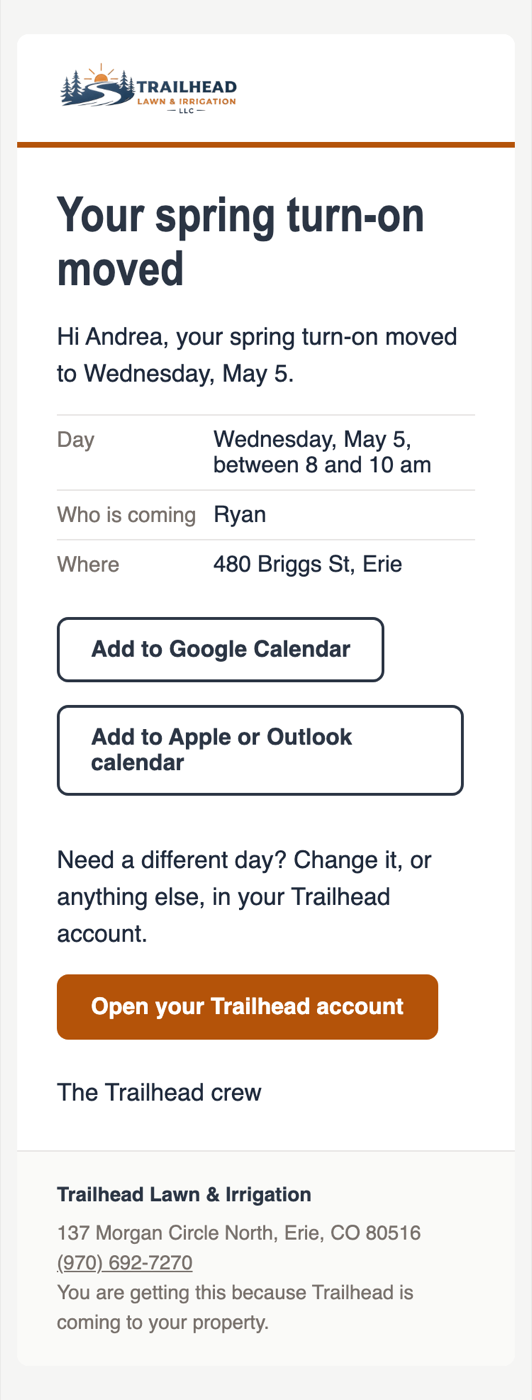 TRAILHEAD
LAWN & IRRIGATION
LLC
Your spring turn-on
moved
Hi Andrea, your spring turn-on moved
to Wednesday, May 5.
Day
Wednesday, May 5,
between 8 and 10 am
Who is coming
Ryan
Where
480 Briggs St, Erie
Add to Google Calendar
Add to Apple or Outlook
calendar
Need a different day? Change it, or
anything else, in your Trailhead
account.
Open your Trailhead account
The Trailhead crew
Trailhead Lawn & Irrigation
137 Morgan Circle North, Erie, CO 80516
(970) 692-7270
You are getting this because Trailhead is
coming to your property.